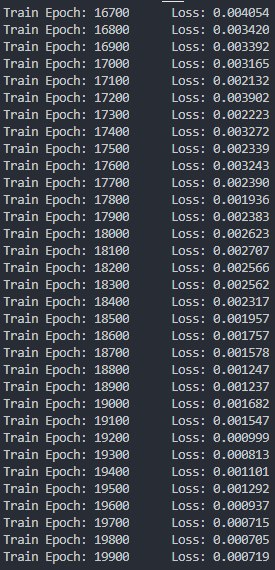 Train Epoch: 16700 Loss: 0.004054
Train Epoch: 16800 Loss: 0.003420
Train Epoch: 16900 Loss: 0.003392
Train Epoch: 17000 Loss: 0.003165
Train Epoch: 17100 Loss: 0.002132
Train Epoch: 17200 Loss: 0.003902
Train Epoch: 17300 Loss: 0.002223
Train Epoch: 17400 Loss: 0.003272
Train Epoch: 17500 Loss: 0.002339
Train Epoch: 17600 Loss: 0.003243
Train Epoch: 17700 Loss: 0.002390
Train Epoch: 17800 Loss: 0.001936
Train Epoch: 17900 Loss: 0.002383
Train Epoch: 18000 Loss: 0.002623
Train Epoch: 18100 Loss: 0.002707
Train Epoch: 18200 Loss: 0.002566
Train Epoch: 18300 Loss: 0.002562
Train Epoch: 18400 Loss: 0.002317
Train Epoch: 18500 Loss: 0.001957
Train Epoch: 18600 Loss: 0.001757
Train Epoch: 18700 Loss: 0.001578
Train Epoch: 18800 Loss: 0.001247
Train Epoch: 18900 Loss: 0.001237
Train Epoch: 19000 Loss: 0.001682
Train Epoch: 19100 Loss: 0.001547
Train Epoch: 19200 Loss: 0.000999
Train Epoch: 19300 Loss: 0.000813
Train Epoch: 19400 Loss: 0.001101
Train Epoch: 19500 Loss: 0.001292
Train Epoch: 19600 Loss: 0.000937
Train Epoch: 19700 Loss: 0.000715
Train Epoch: 19800 Loss: 0.000705
Train Epoch: 19900 Loss: 0.000719